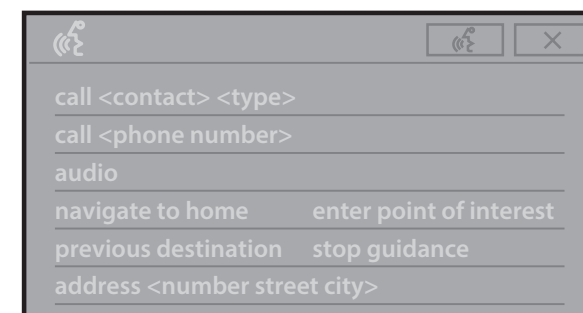 call <contact> <type>
call <phone number>
audio
navigate to home enter point of interest
previous destination stop guidance
address <number street city>